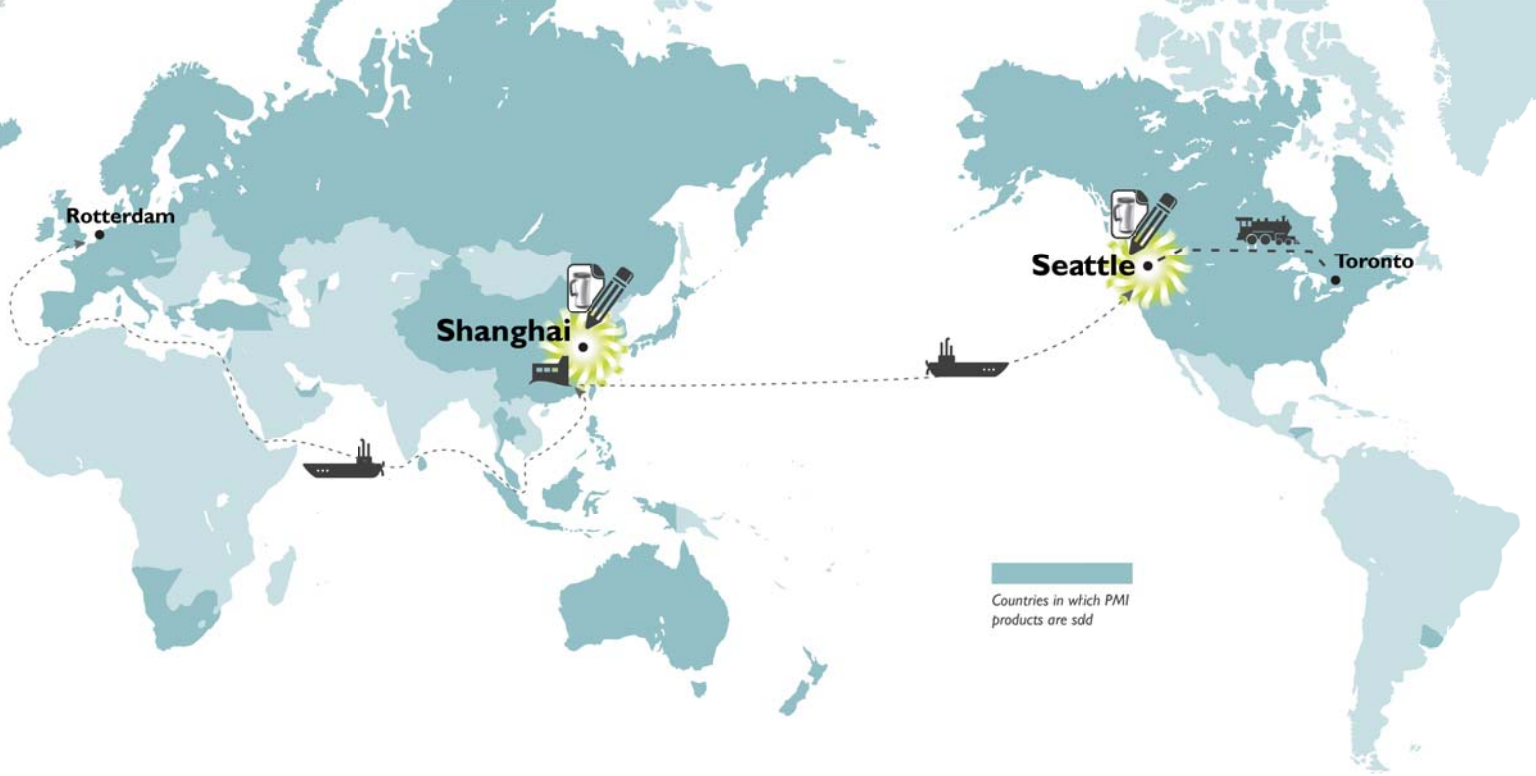 Rotterdam
Shanghai
Seattle
Toronto
Countries in which PMI
products are sdd